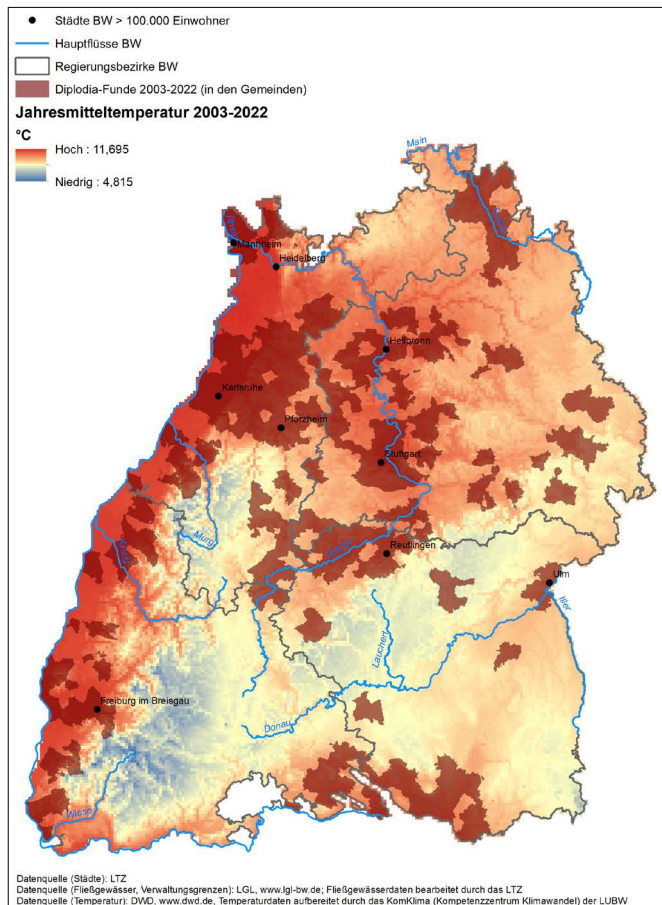 Städte BW > 100.000 Einwohner
Hauptflüsse BW
Regierungsbezirke BW
Diplodia-Funde 2003-2022 (in den Gemeinden)
Jahresmitteltemperatur 2003-2022
°C
Hoch : 11,695
Niedrig : 4,815
Main
Mannheim
Heidelberg
Heilbronn
Karlsruhe
Pforzheim
Stuttgart
Murg
Reutlingen
Ulm
Iller
Lauchert
Freiburg im Breisgau
Donau
Wiese
Datenquelle (Städte): LTZ
Datenquelle (Fließgewässer, Verwaltungsgrenzen): LGL, www.lgl-bw.de; Fließgewässerdaten bearbeitet durch das LTZ
Datenquelle (Temperatur): DWD, www.dwd.de, Temperaturdaten aufbereitet durch das KomKlima (Kompetenzzentrum Klimawandel) der LUBW